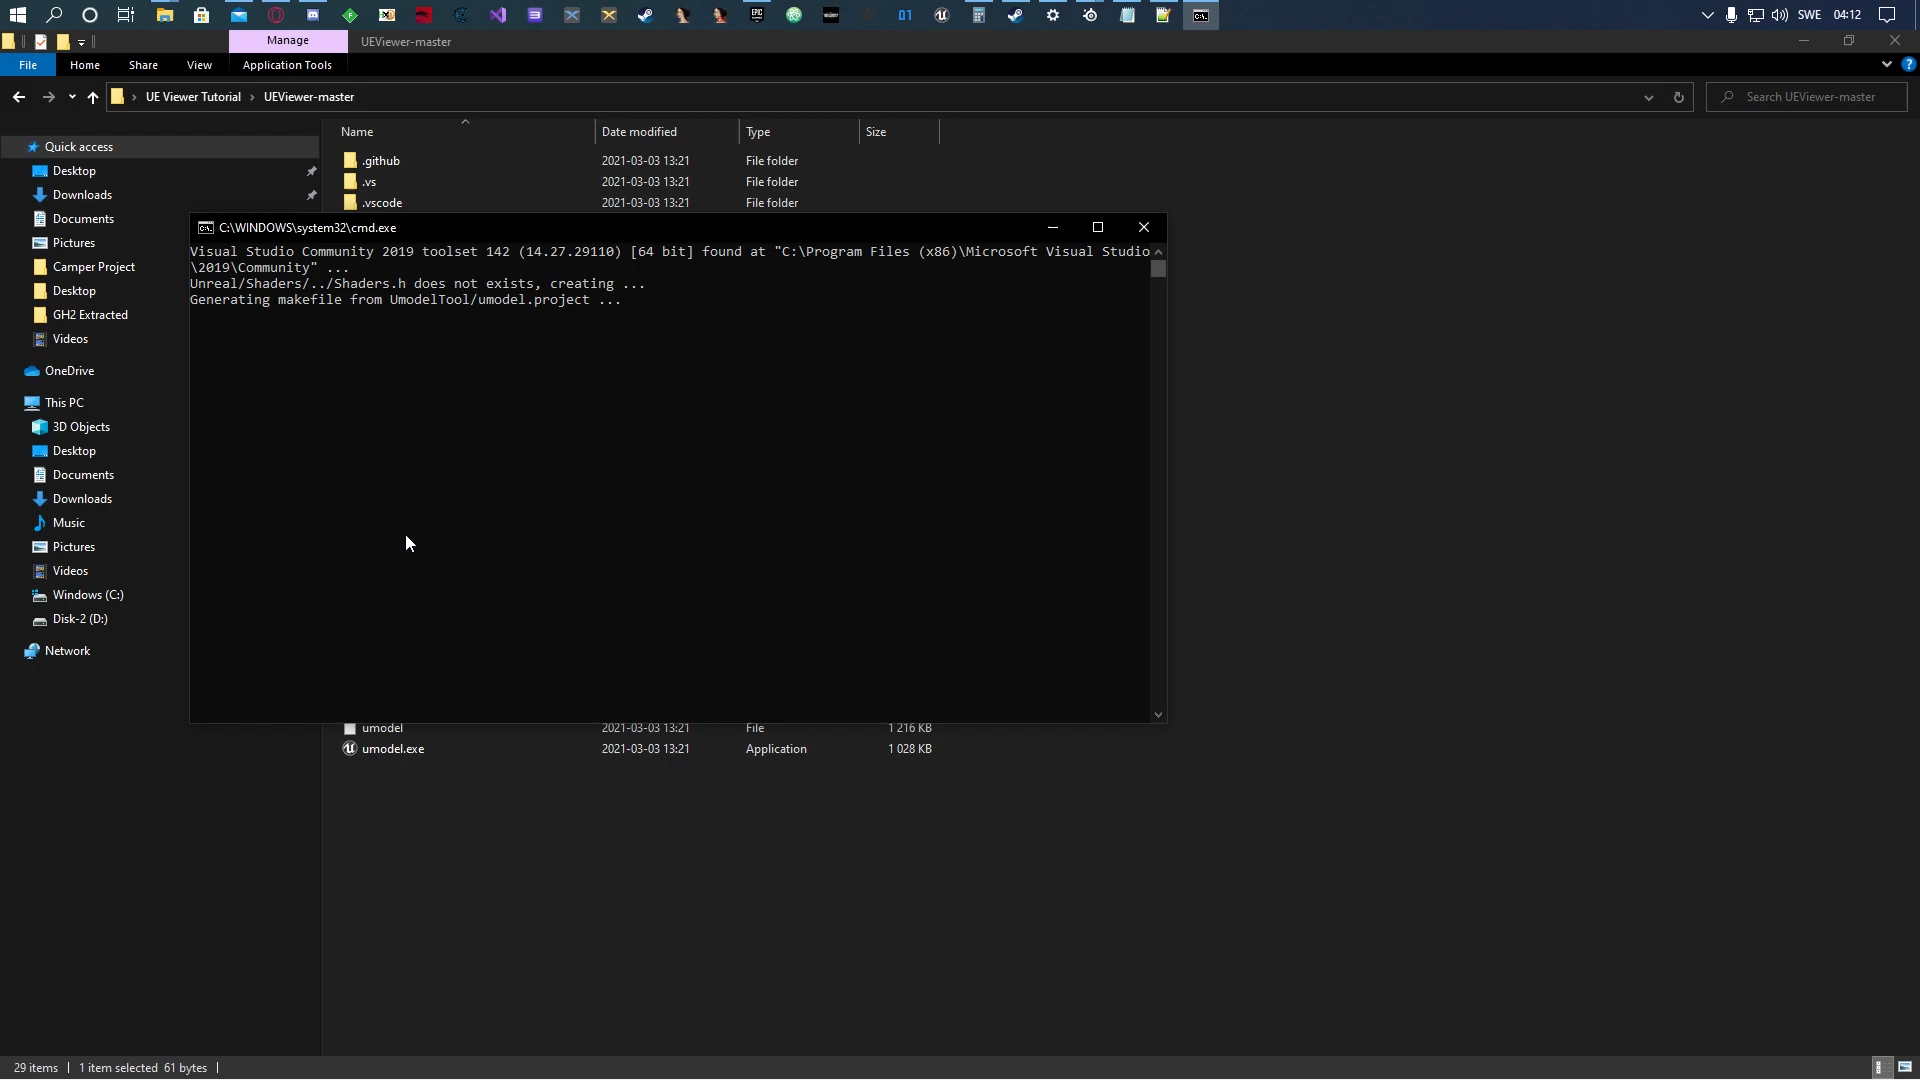 SWE
04:12
Manage
UEViewer-master
File
Home
Share
View
Application Tools
UE Viewer Tutorial
UEViewer-master
Search UEViewer-master
Name
Date modified
Type
Size
Quick access
Desktop
Downloads
Documents
Pictures
Camper Project
Desktop
GH2 Extracted
Videos
OneDrive
This PC
3D Objects
Desktop
Documents
Downloads
Music
Pictures
Videos
Windows (C:)
Disk-2 (D:)
Network
.github 2021-03-03 13:21 File folder
.vs 2021-03-03 13:21 File folder
.vscode 2021-03-03 13:21 File folder
C:\WINDOWS\system32\cmd.exe
Visual Studio Community 2019 toolset 142 (14.27.29110) [64 bit] found at "C:\Program Files (x86)\Microsoft Visual Studio
\2019\Community" ...
Unreal/Shaders/../Shaders.h does not exists, creating ...
Generating makefile from UmodelTool/umodel.project ...
umodel 2021-03-03 13:21 File 1 216 KB
umodel.exe 2021-03-03 13:21 Application 1 028 KB
29 items
1 item selected 61 bytes